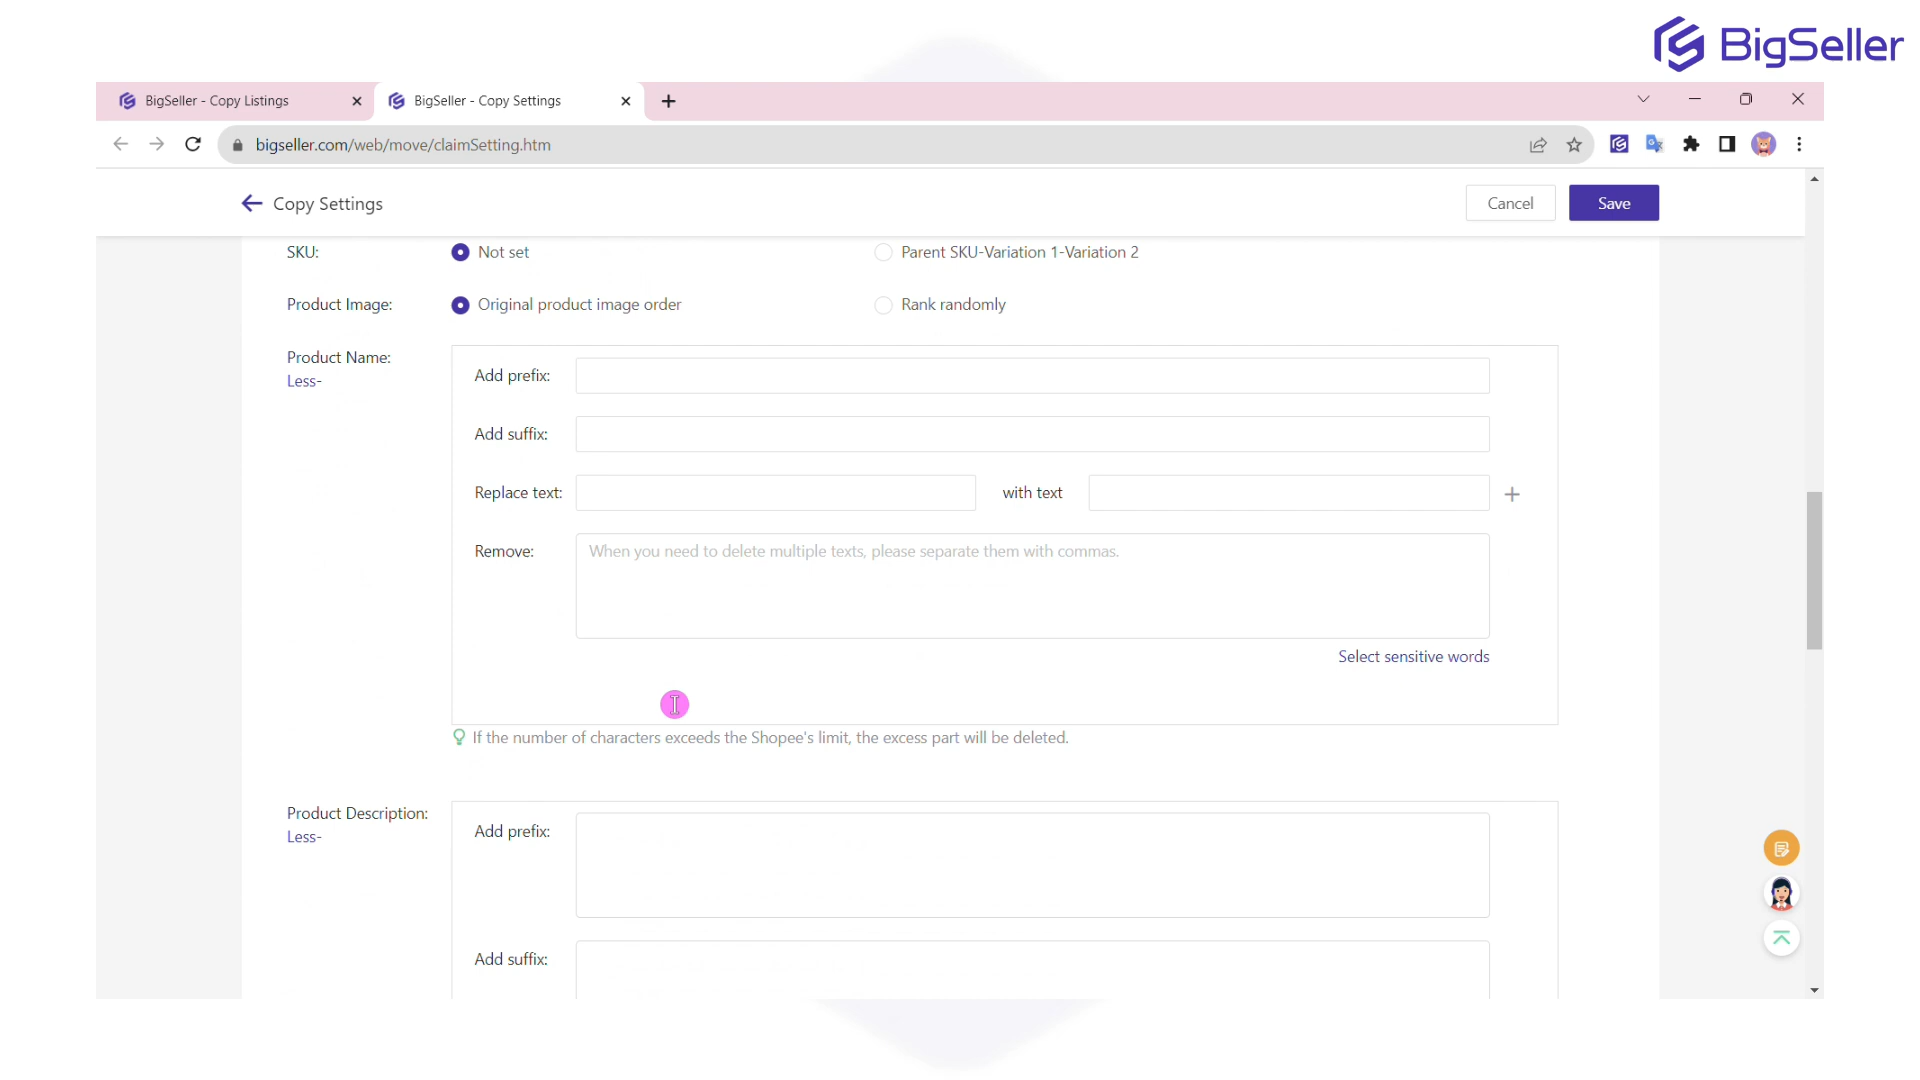 BigSeller
BigSeller - Copy Listings
BigSeller - Copy Settings
bigseller.com/web/move/claimSetting.htm
Copy Settings
Cancel
Save
SKU:
Not set
Parent SKU-Variation 1-Variation 2
Product Image:
Original product image order
Rank randomly
Product Name:
Less-
Add prefix:
Add suffix:
Replace text:
with text
Remove:
When you need to delete multiple texts, please separate them with commas.
Select sensitive words
If the number of characters exceeds the Shopee's limit, the excess part will be deleted.
Product Description:
Less-
Add prefix:
Add suffix: